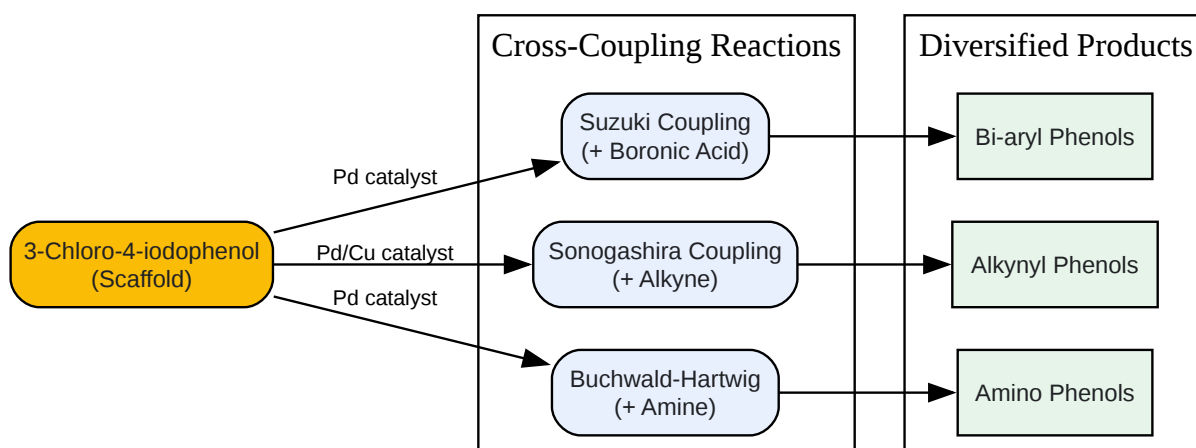 Cross-Coupling Reactions
Diversified Products
Suzuki Coupling
(+ Boronic Acid)
Bi-aryl Phenols
Pd catalyst
3-Chloro-4-iodophenol
(Scaffold)
Pd/Cu catalyst
Sonogashira Coupling
(+ Alkyne)
Alkynyl Phenols
Pd catalyst
Buchwald-Hartwig
(+ Amine)
Amino Phenols